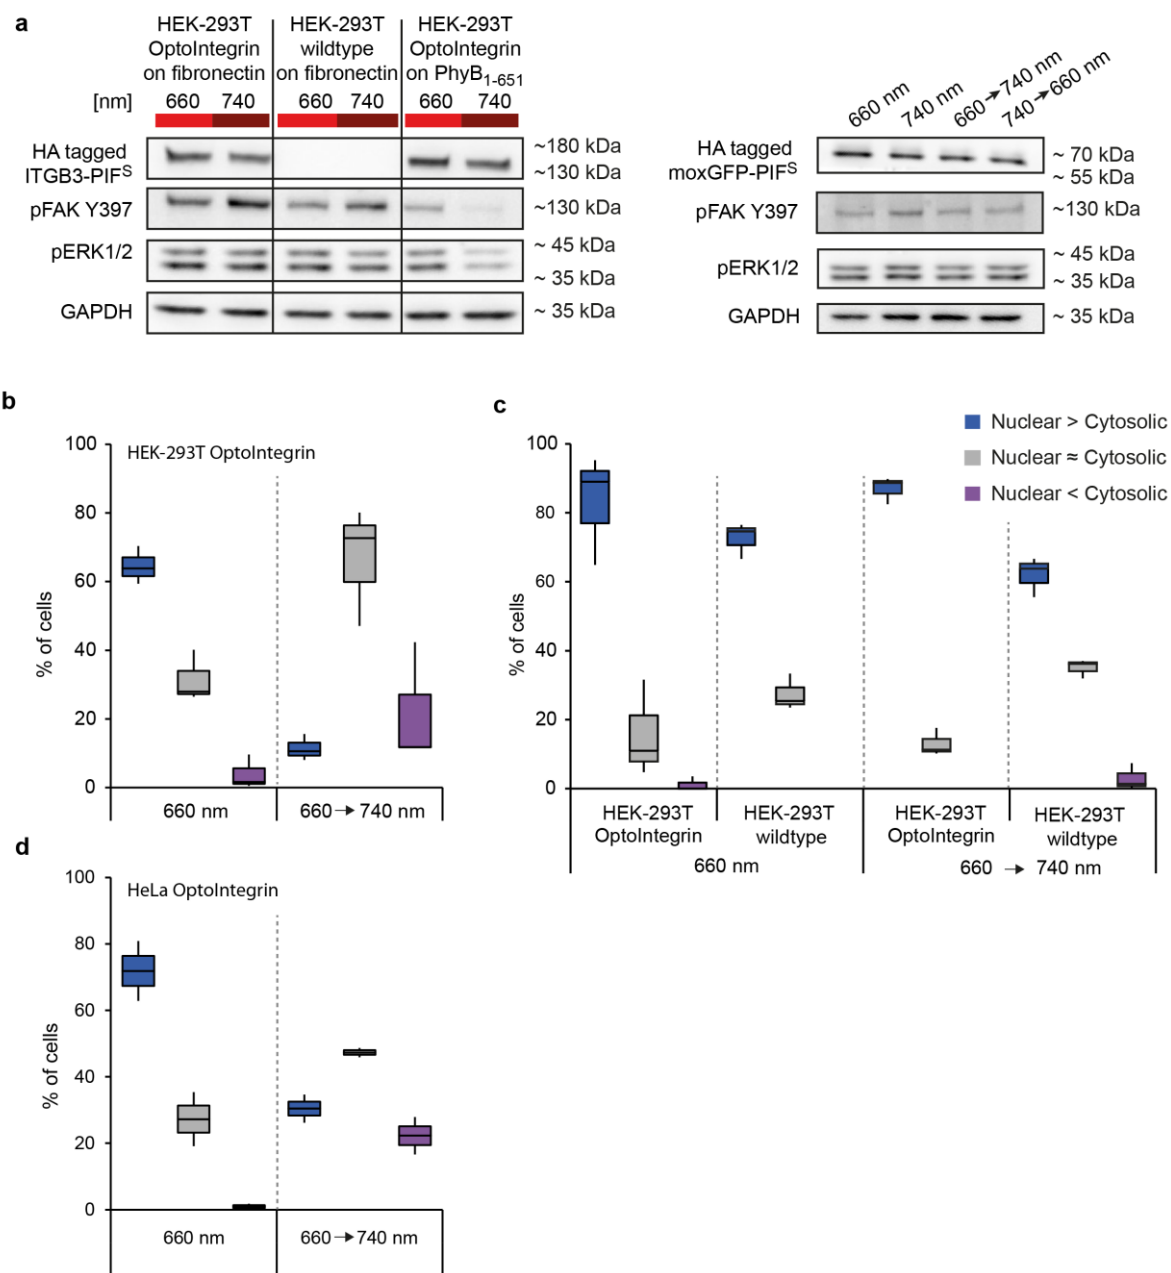 a
HEK-293T
OptoIntegrin
on fibronectin
HEK-293T
wildtype
on fibronectin
HEK-293T
OptoIntegrin
on PhyB1-651
[nm] 660 740 660 740 660 740
HA tagged
ITGB3-PIFS
~180 kDa
~130 kDa
pFAK Y397
~130 kDa
pERK1/2
~ 45 kDa
~ 35 kDa
GAPDH
~ 35 kDa
660 nm
740 nm
660→740 nm
740→660 nm
HA tagged
moxGFP-PIFS
~ 70 kDa
~ 55 kDa
pFAK Y397
~130 kDa
pERK1/2
~ 45 kDa
~ 35 kDa
GAPDH
~ 35 kDa
b
HEK-293T OptoIntegrin
% of cells
100
80
60
40
20
0
660 nm
660→740 nm
c
Nuclear > Cytosolic
Nuclear ≈ Cytosolic
Nuclear < Cytosolic
% of cells
100
80
60
40
20
0
HEK-293T
OptoIntegrin
HEK-293T
wildtype
HEK-293T
OptoIntegrin
HEK-293T
wildtype
660 nm
660 → 740 nm
d
HeLa OptoIntegrin
% of cells
100
80
60
40
20
0
660 nm
660→740 nm